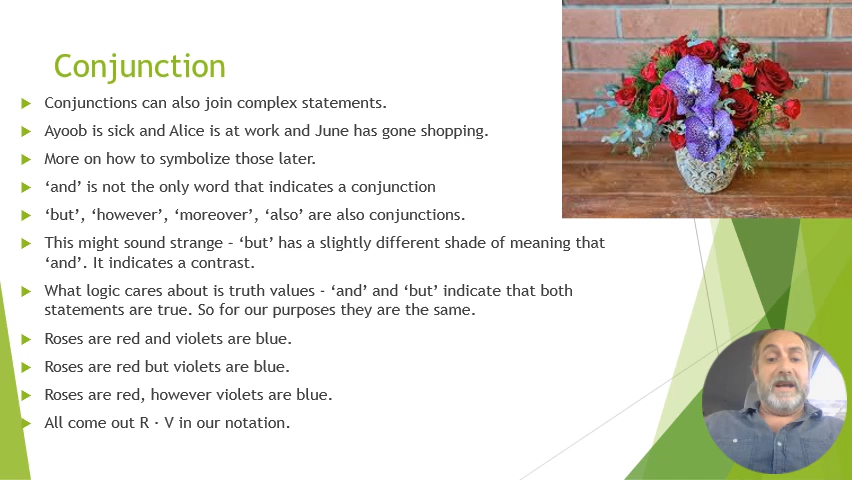 Conjunction
Conjunctions can also join complex statements.
Ayoob is sick and Alice is at work and June has gone shopping.
More on how to symbolize those later.
‘and’ is not the only word that indicates a conjunction
‘but’, ‘however’, ‘moreover’, ‘also’ are also conjunctions.
This might sound strange – ‘but’ has a slightly different shade of meaning that
‘and’. It indicates a contrast.
What logic cares about is truth values - ‘and’ and ‘but’ indicate that both
statements are true. So for our purposes they are the same.
Roses are red and violets are blue.
Roses are red but violets are blue.
Roses are red, however violets are blue.
All come out R · V in our notation.